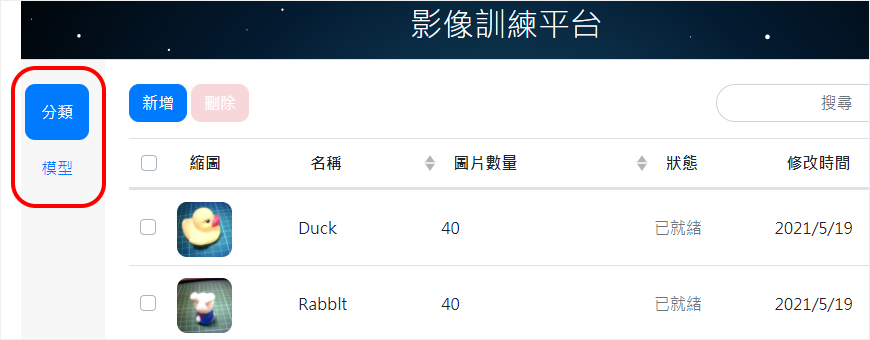 影像訓練平台
分類
模型
新增 刪除 搜尋
縮圖 名稱 圖片數量 狀態 修改時間
Duck 40 已就緒 2021/5/19
RabbIt 40 已就緒 2021/5/19